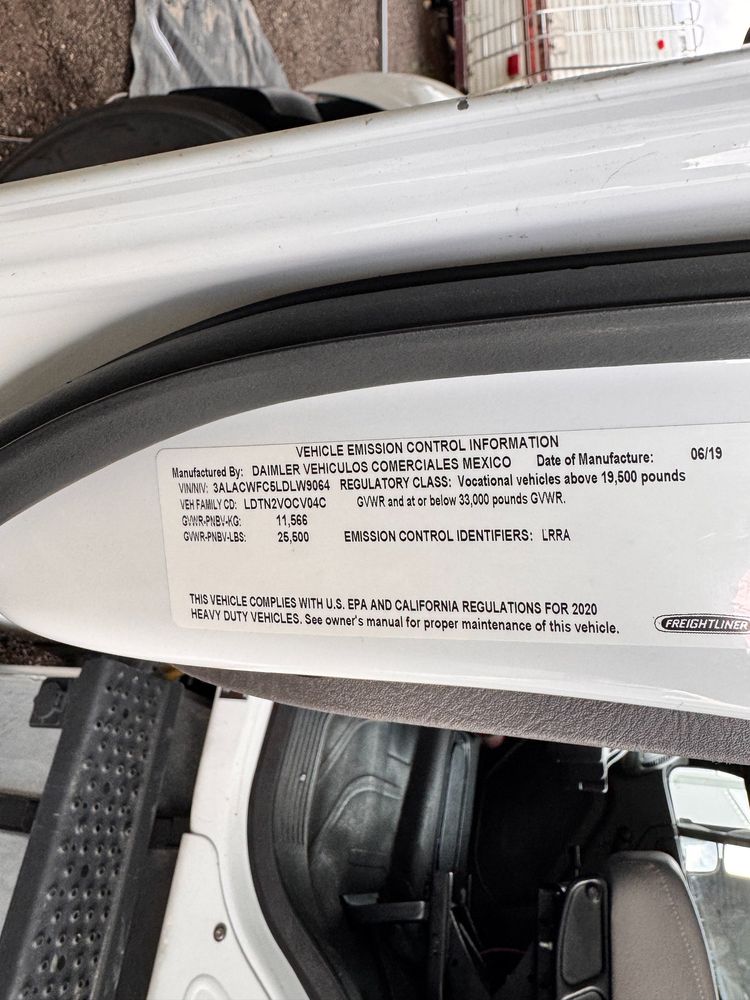 VEHICLE EMISSION CONTROL INFORMATION
Manufactured By: DAIMLER VEHICULOS COMERCIALES MEXICO Date of Manufacture: 06/19
VIN/NIV: 3ALACWFC5LDLW9064 REGULATORY CLASS: Vocational vehicles above 19,500 pounds
VEH FAMILY CD: LDTN2VOCV04C GVWR and at or below 33,000 pounds GVWR.
GVWR-PNBV-KG: 11,566
GVWR-PNBV-LBS: 25,500 EMISSION CONTROL IDENTIFIERS: LRRA
THIS VEHICLE COMPLIES WITH U.S. EPA AND CALIFORNIA REGULATIONS FOR 2020
HEAVY DUTY VEHICLES. See owner's manual for proper maintenance of this vehicle.
FREIGHTLINER